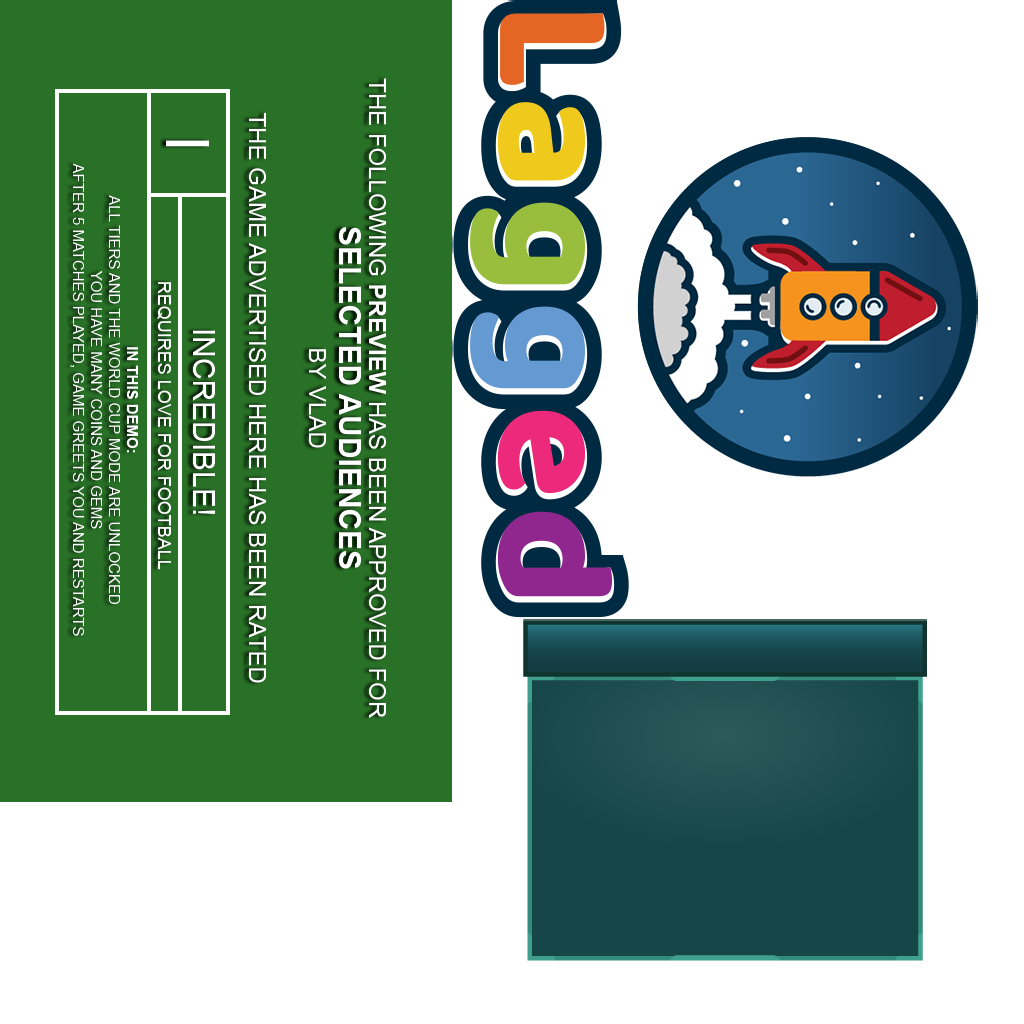 THE FOLLOWING PREVIEW HAS BEEN APPROVED FOR
SELECTED AUDIENCES
BY VLAD
THE GAME ADVERTISED HERE HAS BEEN RATED
I
INCREDIBLE!
REQUIRES LOVE FOR FOOTBALL
IN THIS DEMO:
ALL TIERS AND THE WORLD CUP MODE ARE UNLOCKED
YOU HAVE MANY COINS AND GEMS
AFTER 5 MATCHES PLAYED, GAME GREETS YOU AND RESTARTS
Lagged